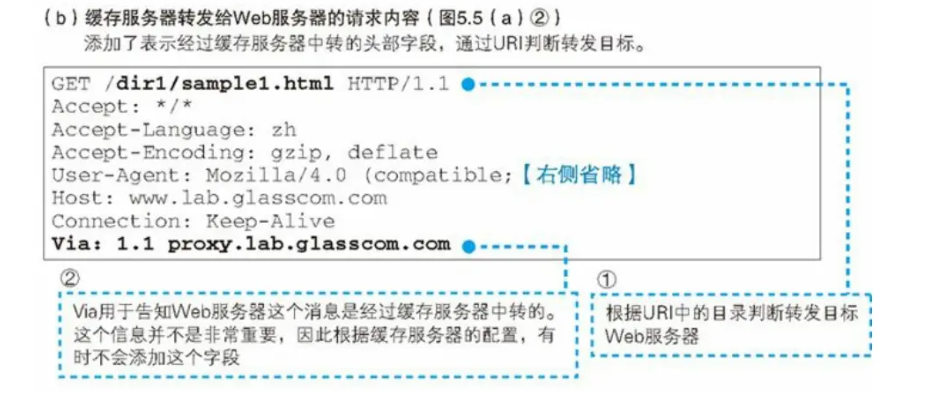 (b)缓存服务器转发给Web服务器的请求内容(图5.5(a)②)
添加了表示经过缓存服务器中转的头部字段，通过URI判断转发目标。
GET /dir1/sample1.html HTTP/1.1
Accept: */*
Accept-Language: zh
Accept-Encoding: gzip, deflate
User-Agent: Mozilla/4.0 (compatible;【右侧省略】
Host: www.lab.glasscom.com
Connection: Keep-Alive
Via: 1.1 proxy.lab.glasscom.com
②
Via用于告知Web服务器这个消息是经过缓存服务器中转的。
这个信息并不是非常重要，因此根据缓存服务器的配置，有
时不会添加这个字段
①
根据URI中的目录判断转发目标
Web服务器